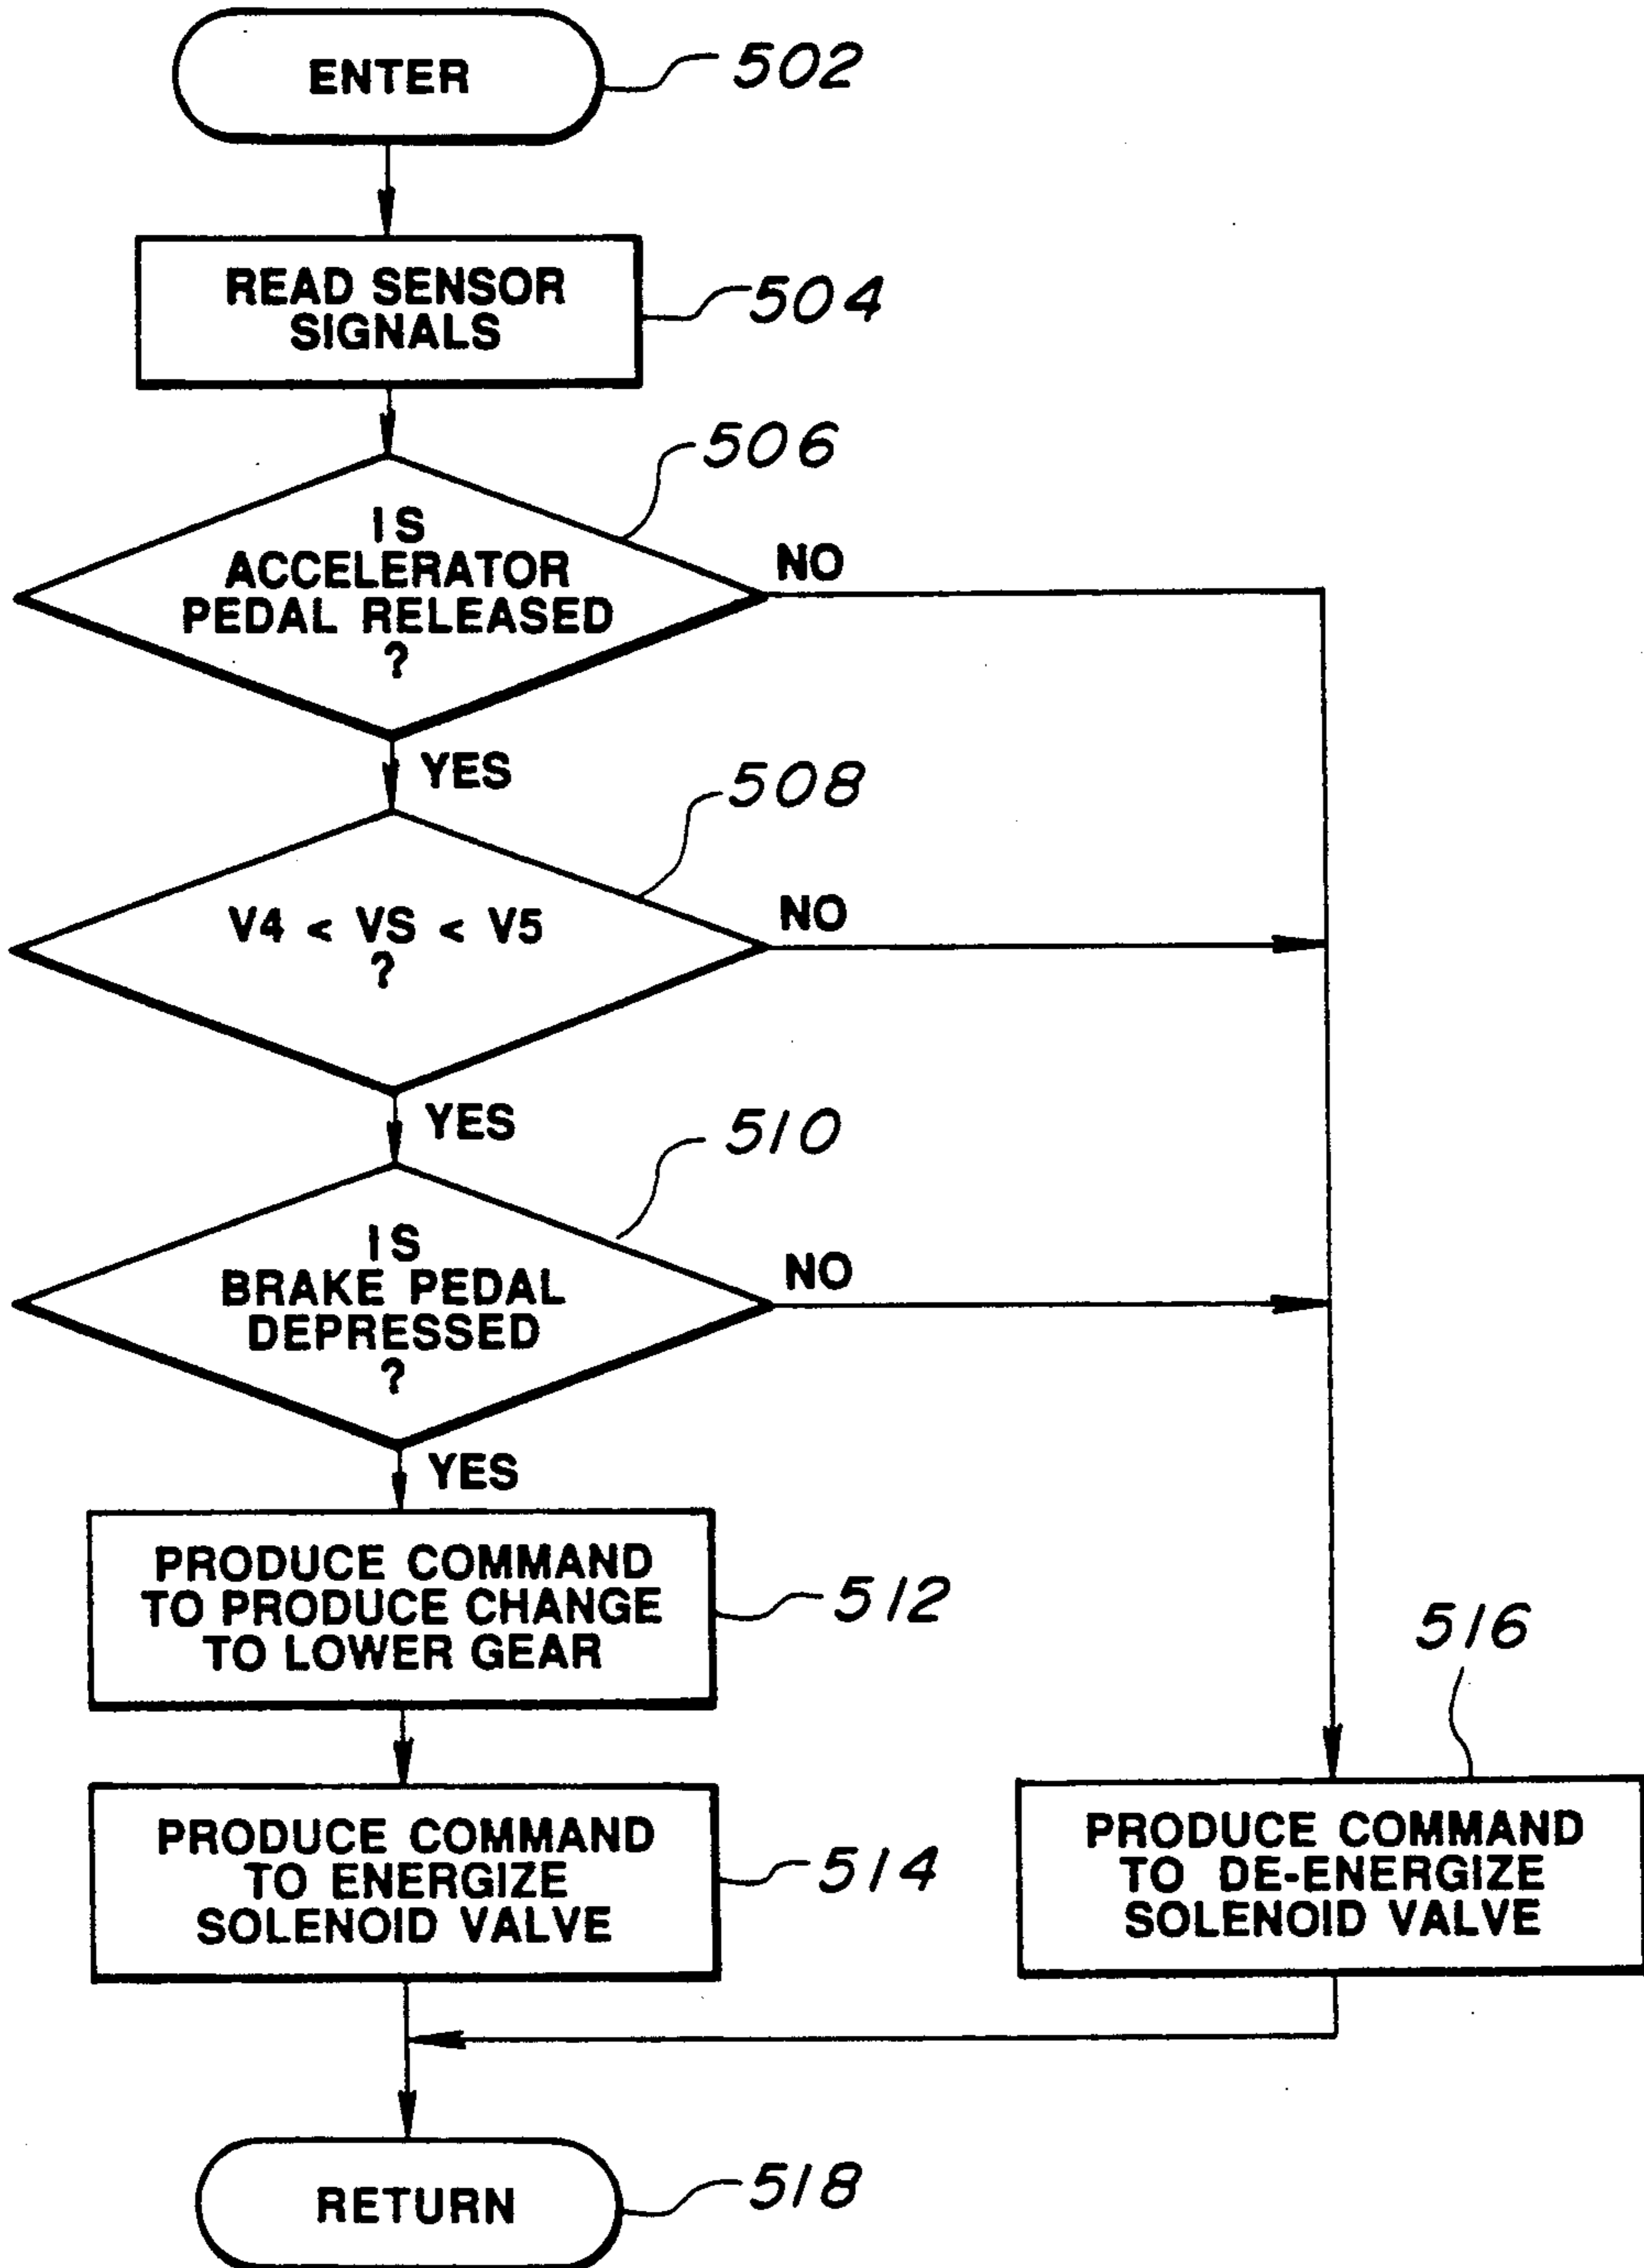 ENTER
502
READ SENSOR
SIGNALS
504
506
IS
ACCELERATOR
PEDAL RELEASED
?
NO
YES
508
V4 < VS < V5
?
NO
YES
510
IS
BRAKE PEDAL
DEPRESSED
?
NO
YES
PRODUCE COMMAND
TO PRODUCE CHANGE
TO LOWER GEAR
512
PRODUCE COMMAND
TO ENERGIZE
SOLENOID VALVE
514
516
PRODUCE COMMAND
TO DE-ENERGIZE
SOLENOID VALVE
RETURN
518